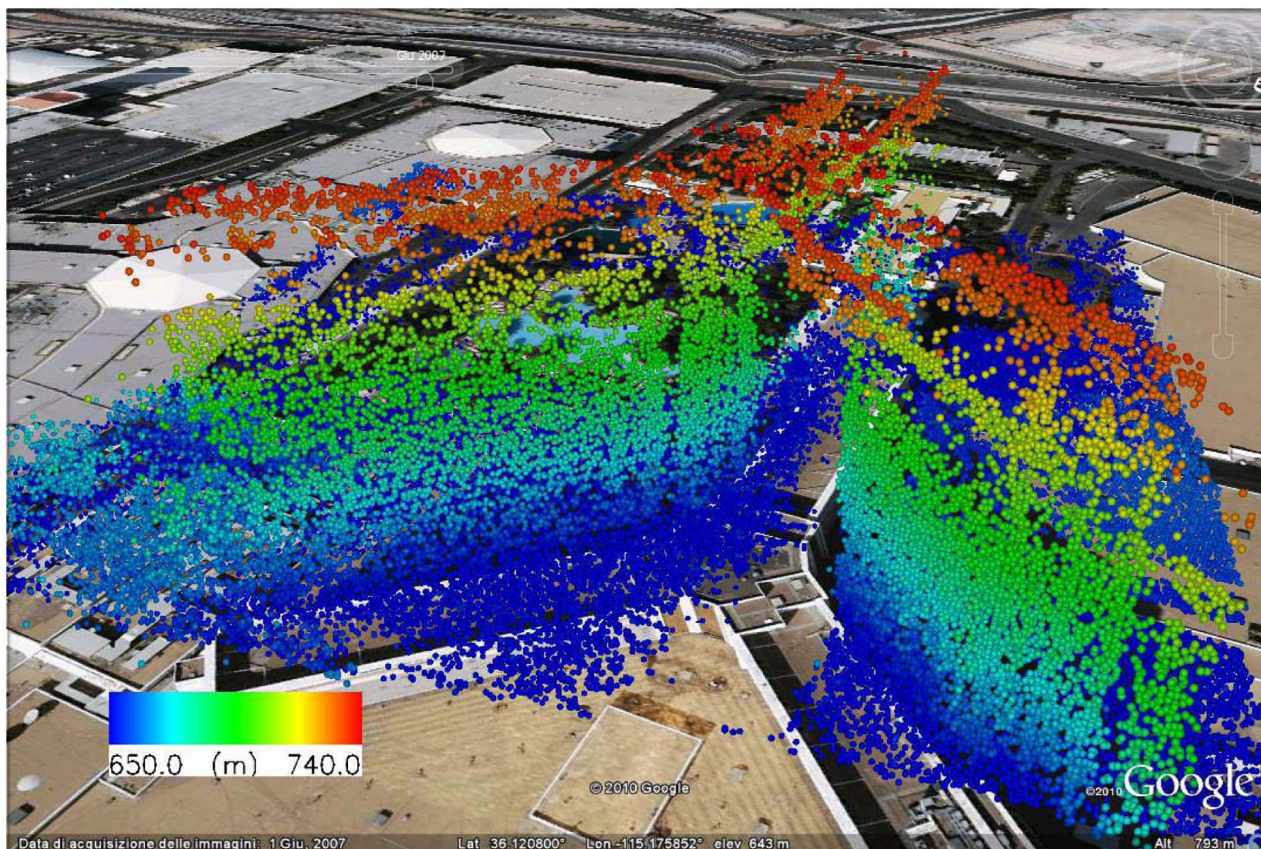 Giu 2007
650.0 (m) 740.0
© 2010 Google
©2010 Google
Data di acquisizione delle immagini: 1 Giu, 2007 Lat 36.120800° Lon -115.175852° elev 643 m Alt 793 m